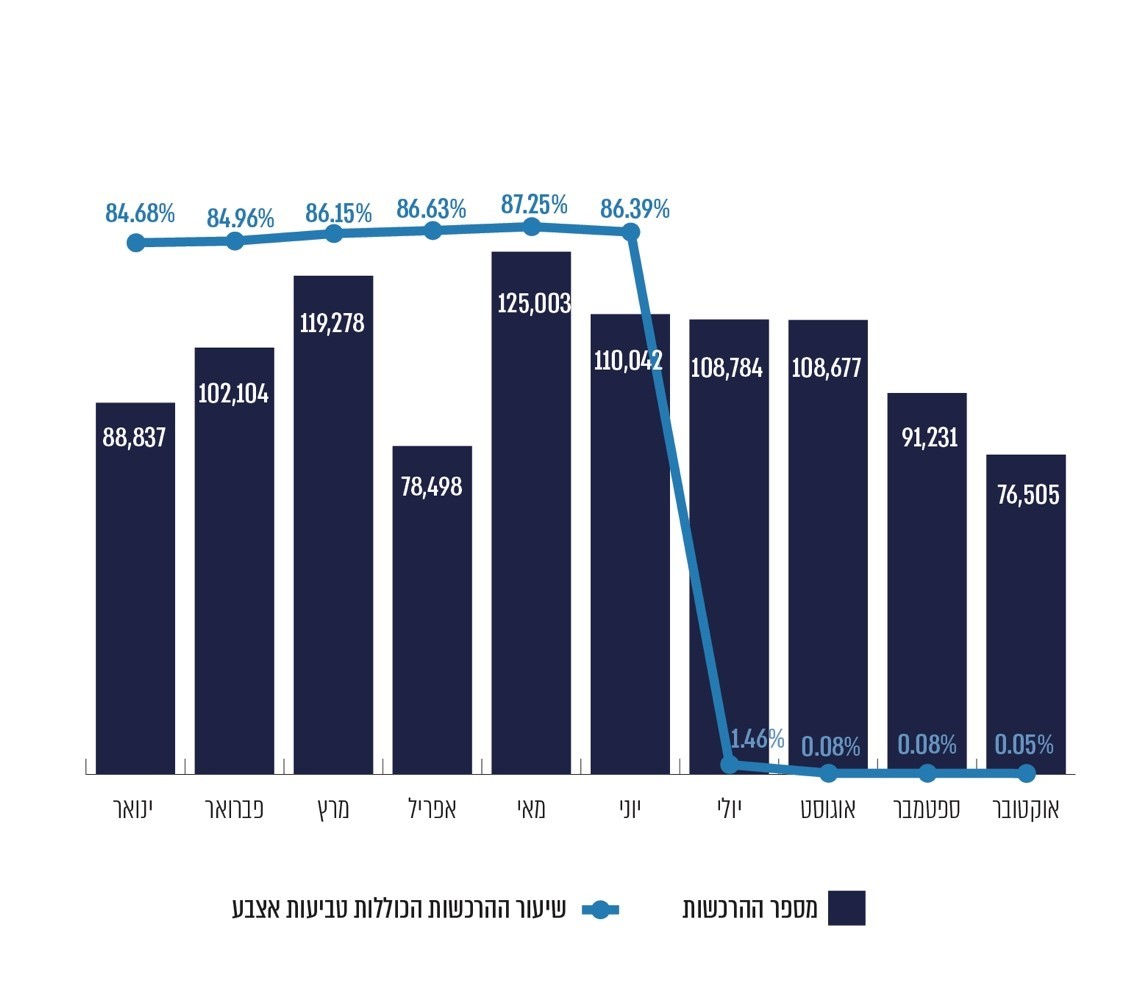 84.68% 84.96% 86.15% 86.63% 87.25% 86.39%
88,837 102,104 119,278 78,498 125,003 110,042 108,784 108,677 91,231 76,505
1.46% 0.08% 0.08% 0.05%
ינואר פברואר מרץ אפריל מאי יוני יולי אוגוסט ספטמבר אוקטובר
מספר ההרכשות
שיעור ההרכשות הכוללות טביעות אצבע